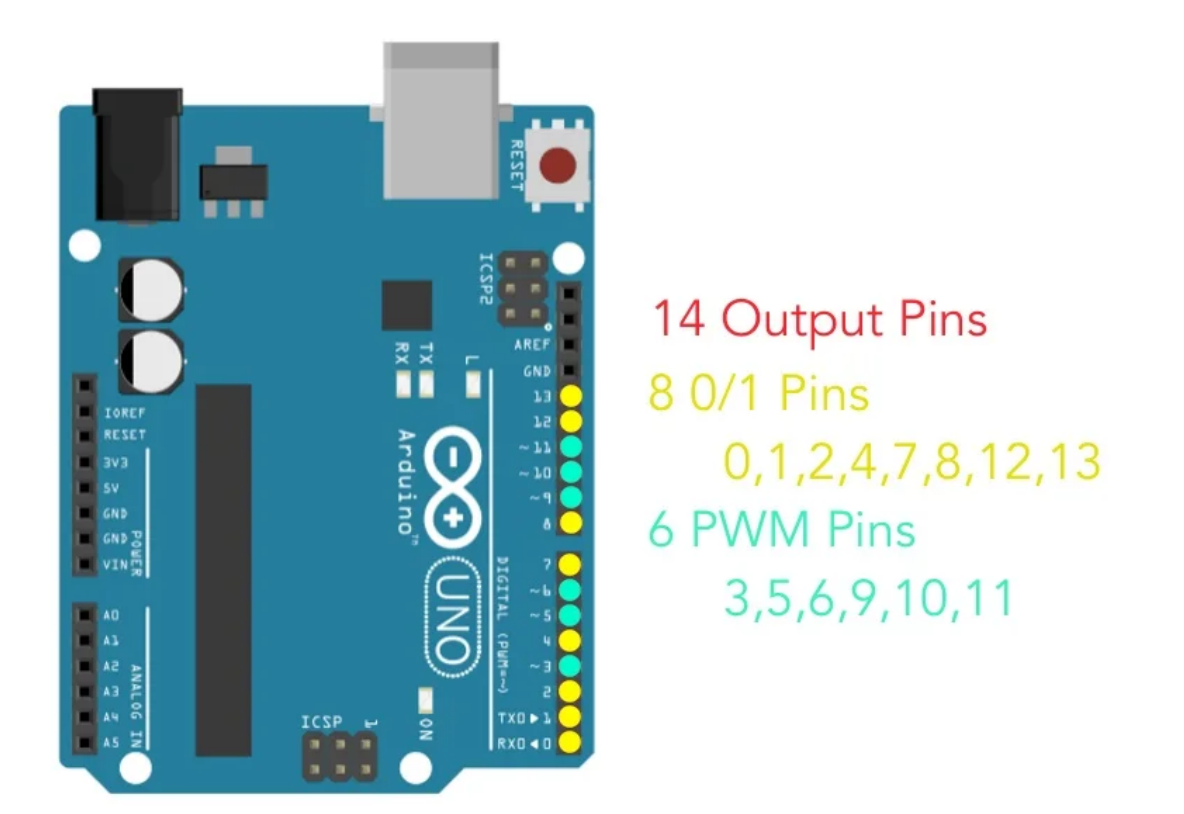 RESET
ICSP2
AREF
GND
RX
TX
L
13
12
~11
~10
~9
8
7
~6
~5
4
~3
2
TX0▶1
RX0◀0
DIGITAL (PWM=~)
Arduino™
UNO
ON
ICSP
1
IOREF
RESET
3V3
5V
GND
GND
VIN
POWER
A0
A1
A2
A3
A4
A5
ANALOG IN
14 Output Pins
8 0/1 Pins
0,1,2,4,7,8,12,13
6 PWM Pins
3,5,6,9,10,11